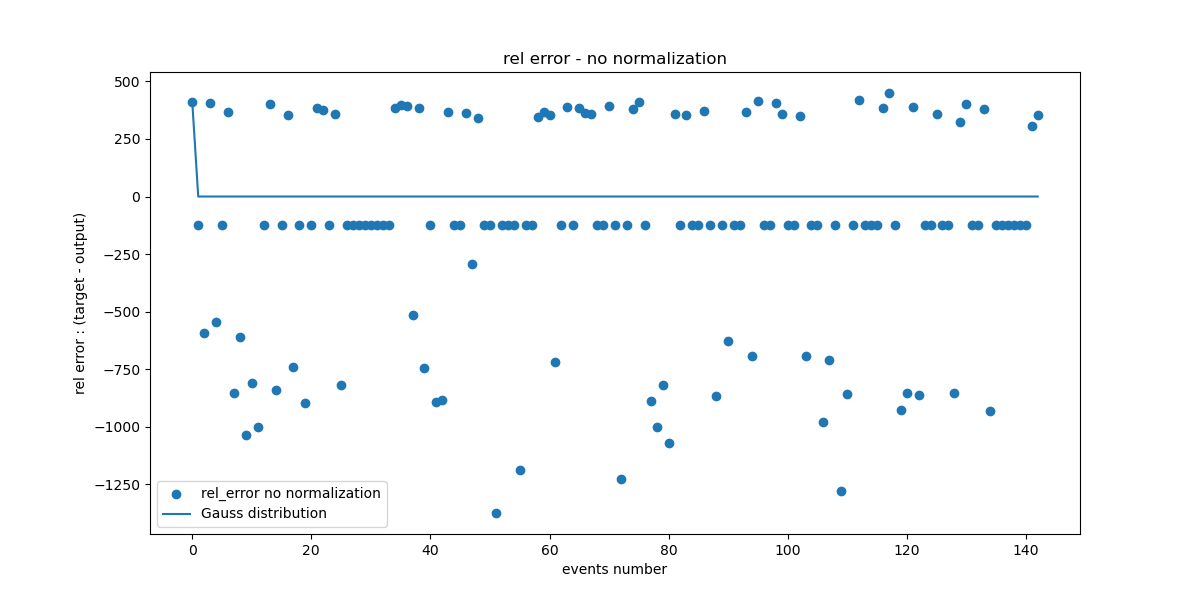 rel error - no normalization
500
250
0
−250
−500
−750
−1000
−1250
rel error : (target - output)
rel_error no normalization
Gauss distribution
0 20 40 60 80 100 120 140
events number